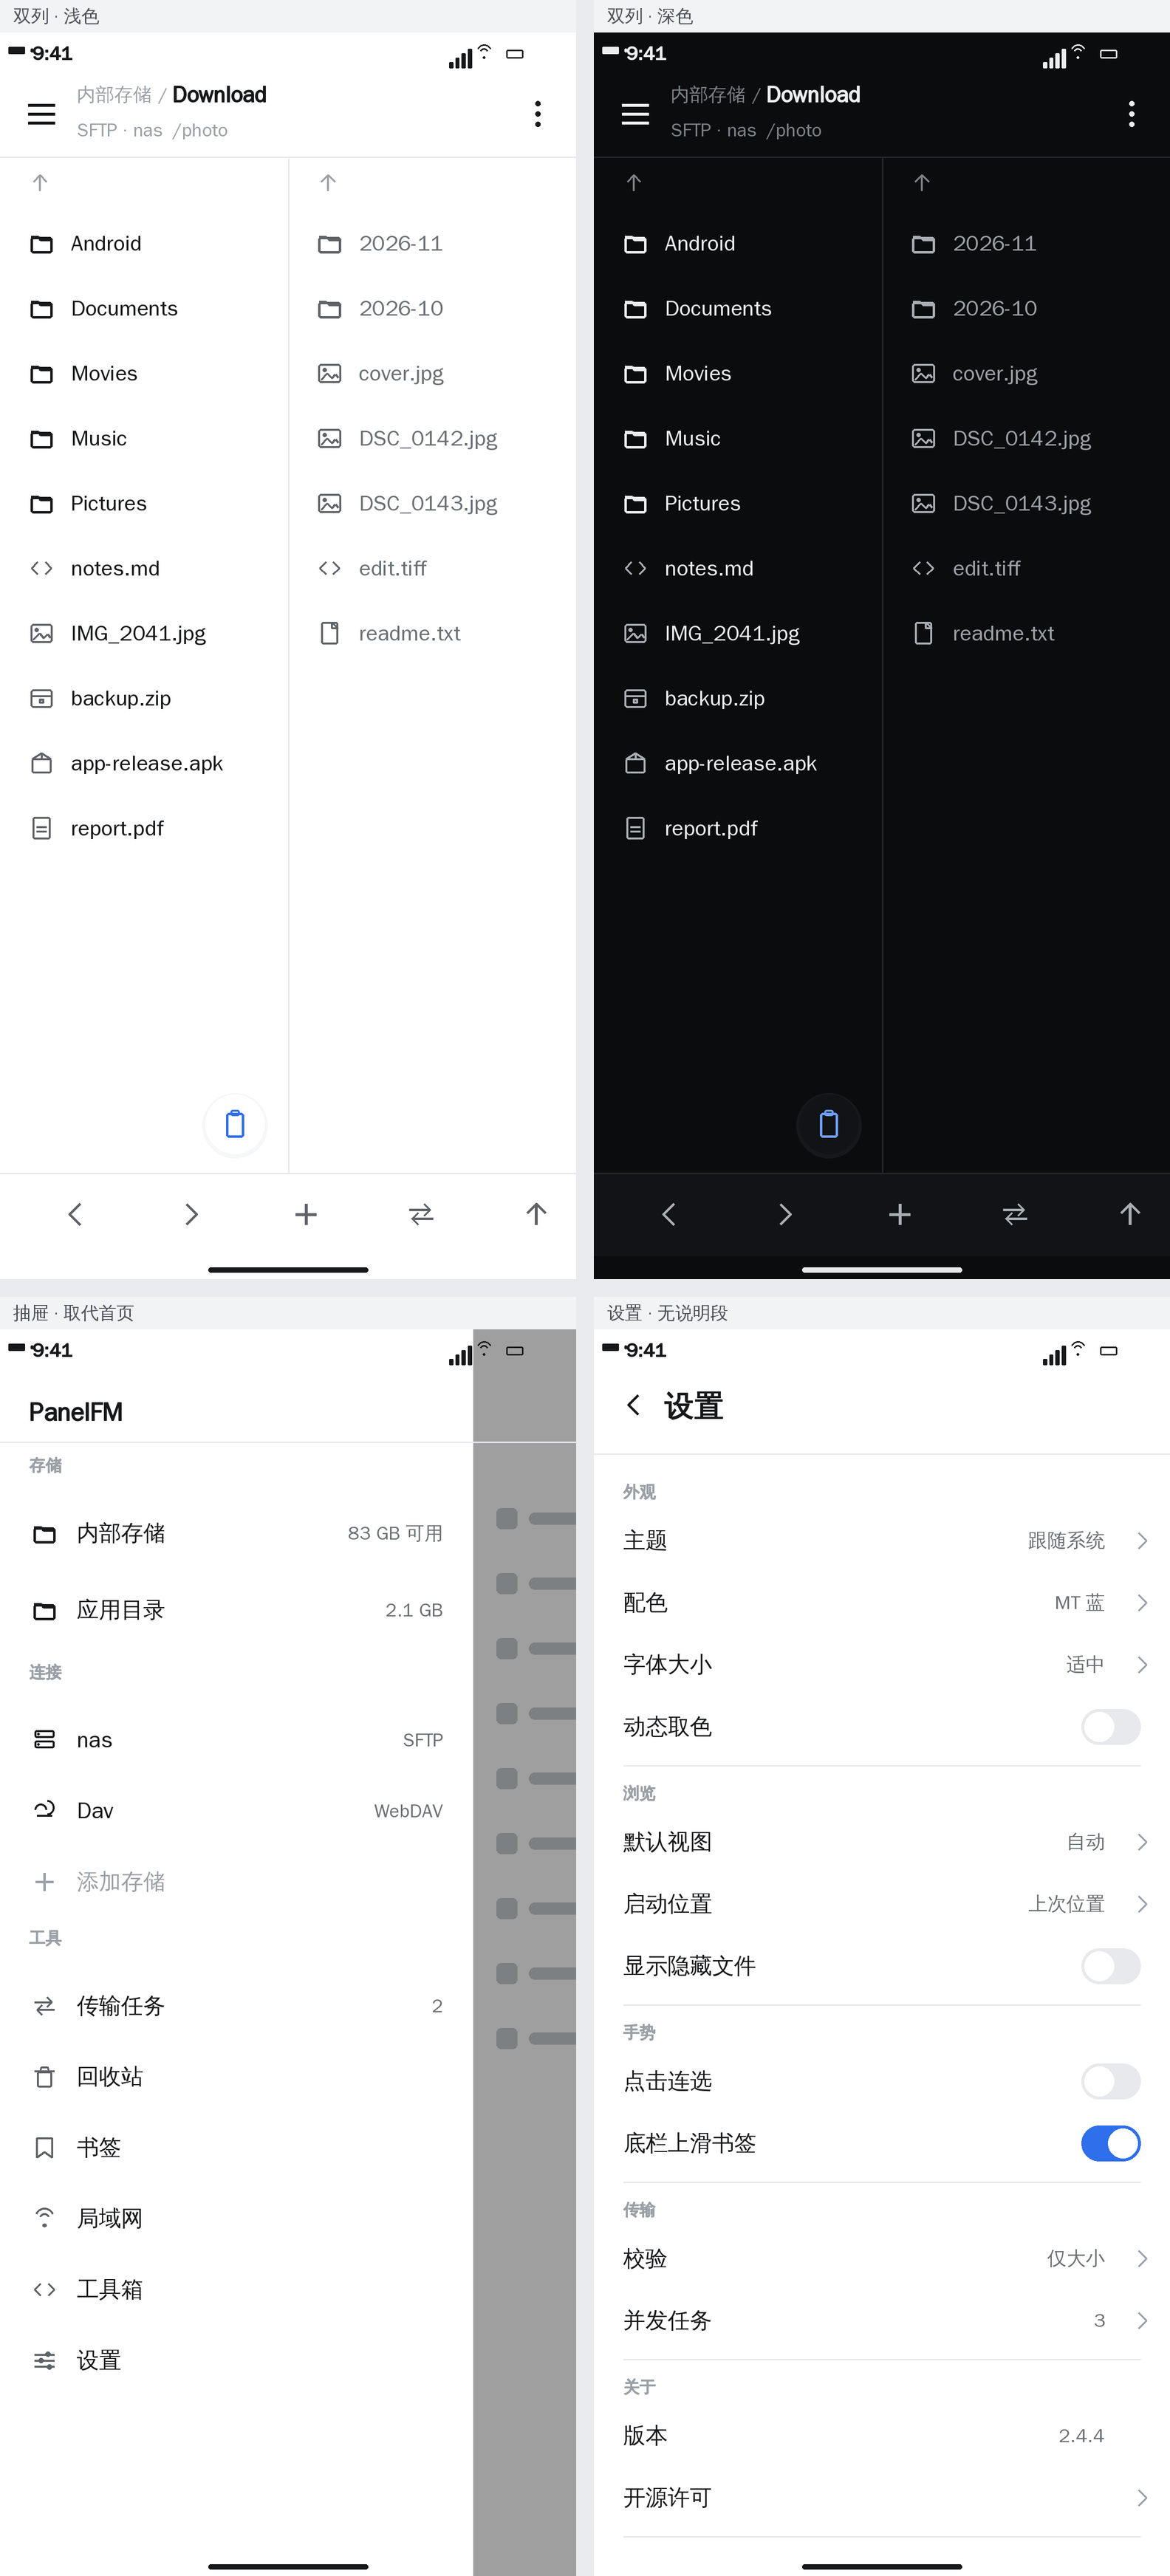 双列 · 浅色
9:41
内部存储 / Download
SFTP · nas /photo
Android
Documents
Movies
Music
Pictures
notes.md
IMG_2041.jpg
backup.zip
app-release.apk
report.pdf
2026-11
2026-10
cover.jpg
DSC_0142.jpg
DSC_0143.jpg
edit.tiff
readme.txt
双列 · 深色
9:41
内部存储 / Download
SFTP · nas /photo
Android
Documents
Movies
Music
Pictures
notes.md
IMG_2041.jpg
backup.zip
app-release.apk
report.pdf
2026-11
2026-10
cover.jpg
DSC_0142.jpg
DSC_0143.jpg
edit.tiff
readme.txt
抽屉 · 取代首页
9:41
PanelFM
存储
内部存储 83 GB 可用
应用目录 2.1 GB
连接
nas SFTP
Dav WebDAV
添加存储
工具
传输任务 2
回收站
书签
局域网
工具箱
设置
设置 · 无说明段
9:41
设置
外观
主题 跟随系统
配色 MT 蓝
字体大小 适中
动态取色
浏览
默认视图 自动
启动位置 上次位置
显示隐藏文件
手势
点击连选
底栏上滑书签
传输
校验 仅大小
并发任务 3
关于
版本 2.4.4
开源许可